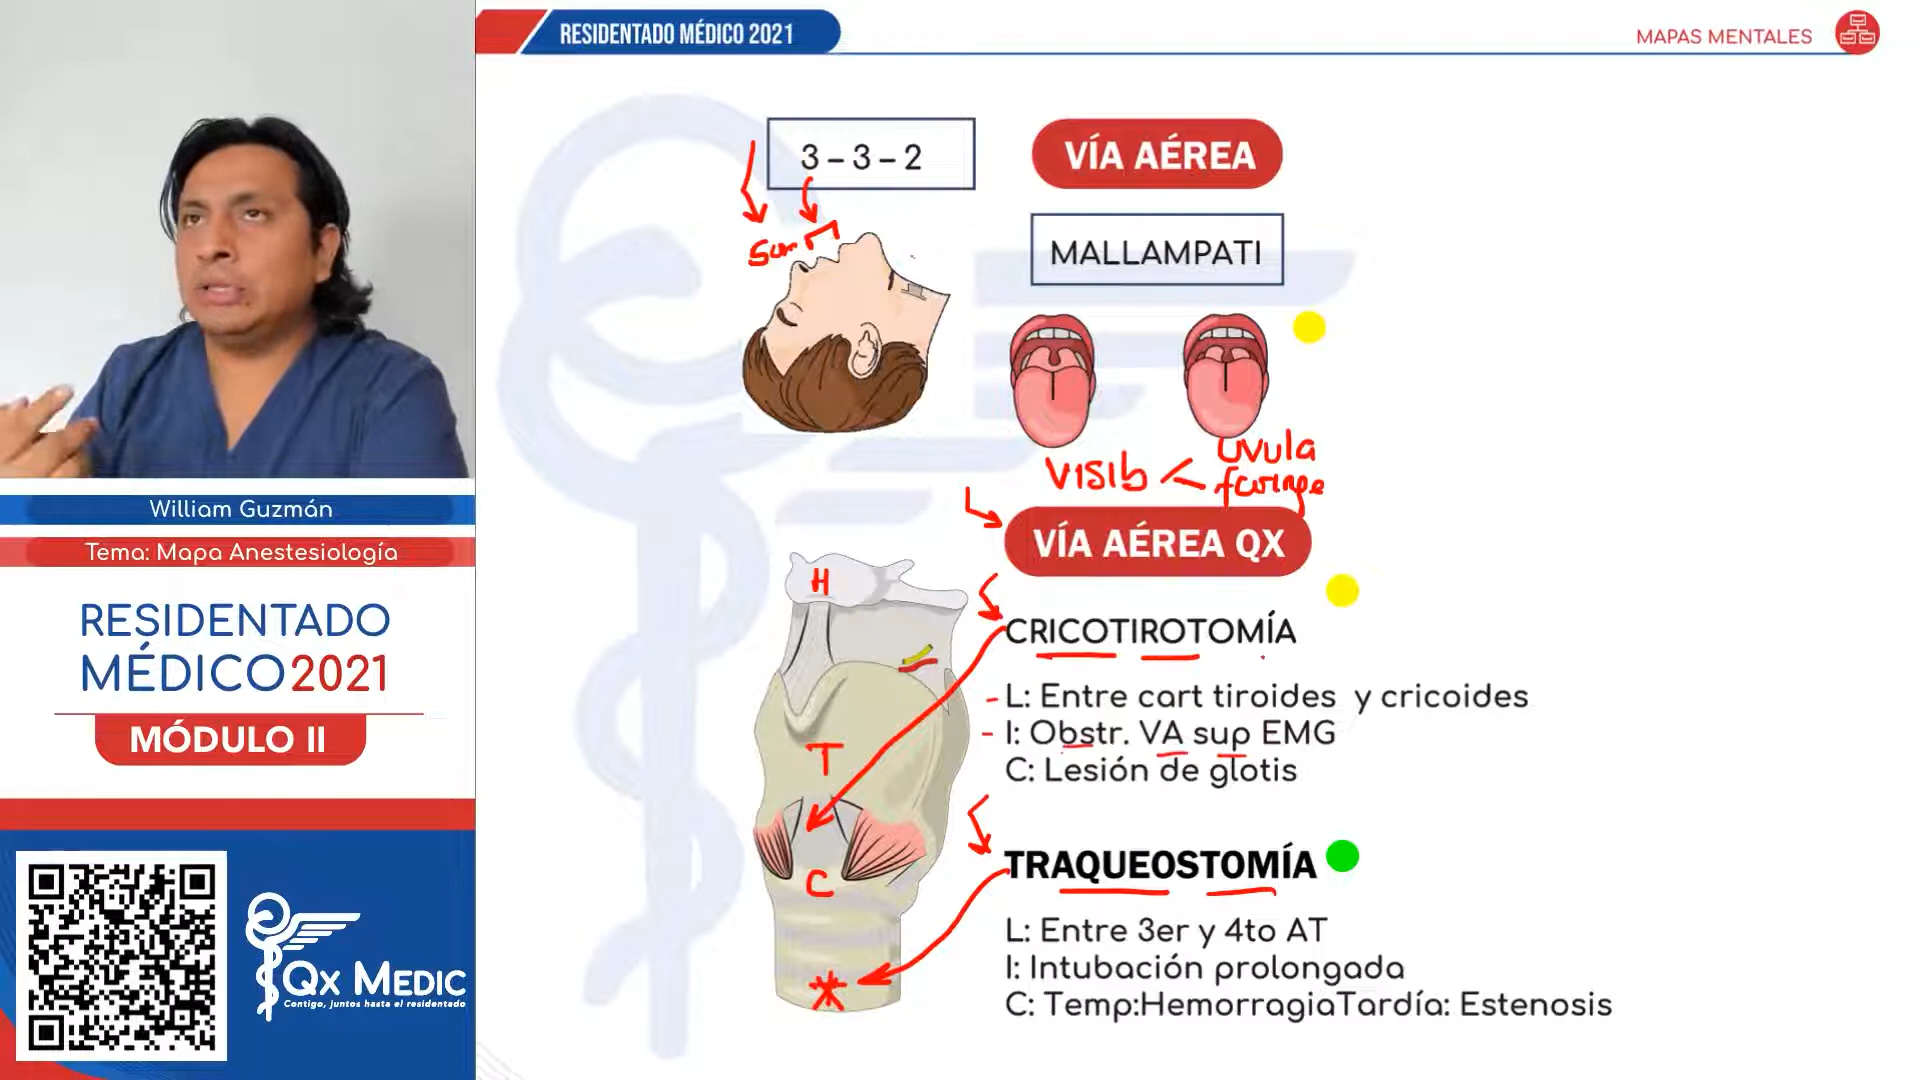 RESIDENTADO MÉDICO 2021
MAPAS MENTALES
3 – 3 – 2
VÍA AÉREA
MALLAMPATI
VISIb <
UVULA
H
VÍA AÉREA QX
CRICOTIROTOMÍA
L: Entre cart tiroides y cricoides
I: Obstr. VA sup EMG
C: Lesión de glotis
T
C
TRAQUEOSTOMÍA
L: Entre 3er y 4to AT
I: Intubación prolongada
C: Temp:HemorragiaTardía: Estenosis
William Guzmán
Tema: Mapa Anestesiología
RESIDENTADO
MÉDICO2021
MÓDULO II
QX MEDIC
Contigo, juntos hasta el residentado